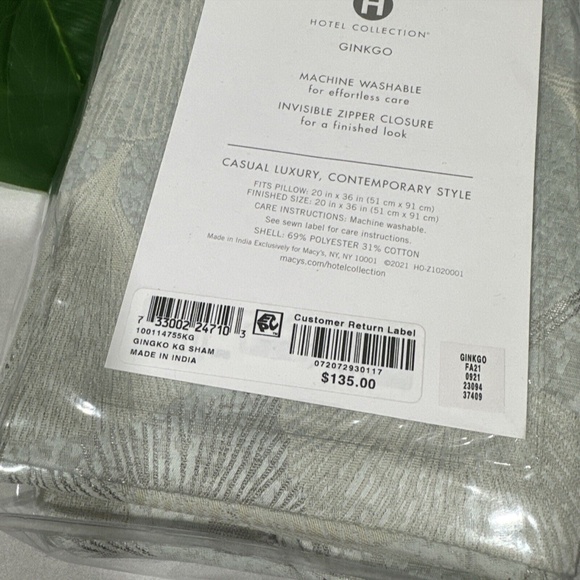 H
HOTEL COLLECTION®
GINKGO
MACHINE WASHABLE
for effortless care
INVISIBLE ZIPPER CLOSURE
for a finished look
CASUAL LUXURY, CONTEMPORARY STYLE
FITS PILLOW: 20 in x 36 in (51 cm x 91 cm)
FINISHED SIZE: 20 in x 36 in (51 cm x 91 cm)
CARE INSTRUCTIONS: Machine washable.
See sewn label for care instructions.
SHELL: 69% POLYESTER 31% COTTON
Made in India Exclusively for Macy's, NY, NY 10001 ©2021 HO-Z1020001
macys.com/hotelcollection
7 33002 24710 3
100114755KG
GINGKO KG SHAM
MADE IN INDIA
Customer Return Label
072072930117
$135.00
GINKGO
FA21
0921
23094
37409